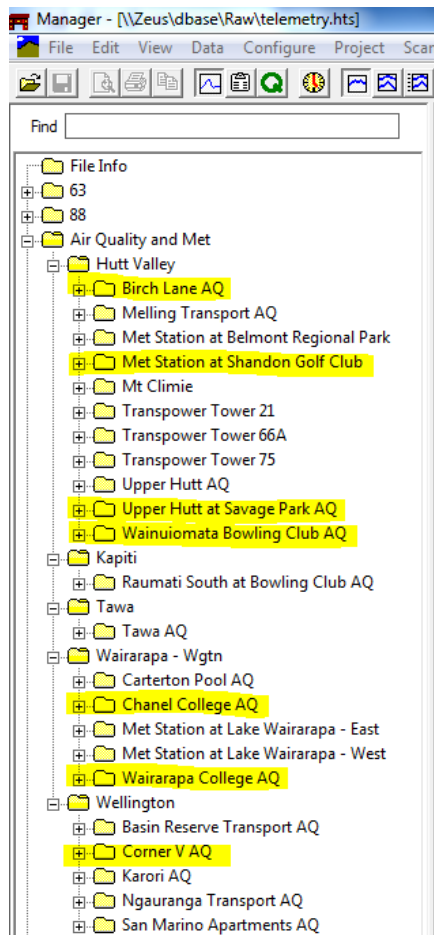 Manager - [\\Zeus\dbase\Raw\telemetry.hts]
File Edit View Data Configure Project Scan
Find
File Info
63
88
Air Quality and Met
Hutt Valley
Birch Lane AQ
Melling Transport AQ
Met Station at Belmont Regional Park
Met Station at Shandon Golf Club
Mt Climie
Transpower Tower 21
Transpower Tower 66A
Transpower Tower 75
Upper Hutt AQ
Upper Hutt at Savage Park AQ
Wainuiomata Bowling Club AQ
Kapiti
Raumati South at Bowling Club AQ
Tawa
Tawa AQ
Wairarapa - Wgtn
Carterton Pool AQ
Chanel College AQ
Met Station at Lake Wairarapa - East
Met Station at Lake Wairarapa - West
Wairarapa College AQ
Wellington
Basin Reserve Transport AQ
Corner V AQ
Karori AQ
Ngauranga Transport AQ
San Marino Apartments AQ